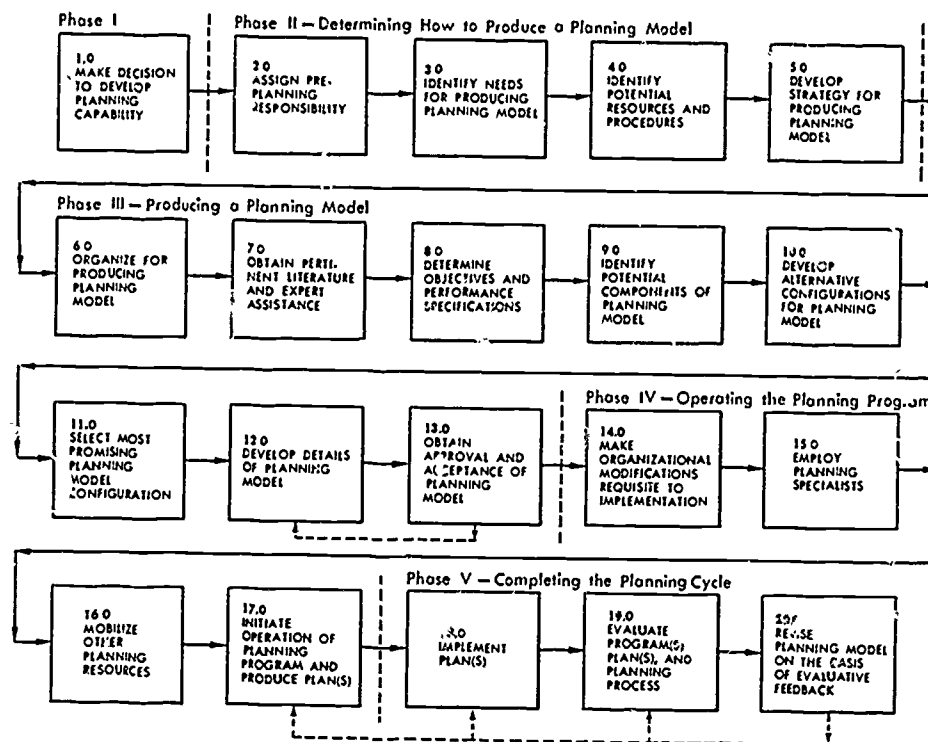 Phase I
Phase II – Determining How to Produce a Planning Model
1.0
MAKE DECISION
TO DEVELOP
PLANNING
CAPABILITY
2.0
ASSIGN PRE-
PLANNING
RESPONSIBILITY
3.0
IDENTIFY NEEDS
FOR PRODUCING
PLANNING MODEL
4.0
IDENTIFY
POTENTIAL
RESOURCES AND
PROCEDURES
5.0
DEVELOP
STRATEGY FOR
PRODUCING
PLANNING
MODEL
Phase III – Producing a Planning Model
6.0
ORGANIZE FOR
PRODUCING
PLANNING
MODEL
7.0
OBTAIN PERTI-
NENT LITERATURE
AND EXPERT
ASSISTANCE
8.0
DETERMINE
OBJECTIVES AND
PERFORMANCE
SPECIFICATIONS
9.0
IDENTIFY
POTENTIAL
COMPONENTS OF
PLANNING
MODEL
10.0
DEVELOP
ALTERNATIVE
CONFIGURATIONS
FOR PLANNING
MODEL
Phase IV – Operating the Planning Program
11.0
SELECT MOST
PROMISING
PLANNING
MODEL
CONFIGURATION
12.0
DEVELOP DETAILS
OF PLANNING
MODEL
13.0
OBTAIN
APPROVAL AND
ACCEPTANCE OF
PLANNING
MODEL
14.0
MAKE
ORGANIZATIONAL
MODIFICATIONS
REQUISITE TO
IMPLEMENTATION
15.0
EMPLOY
PLANNING
SPECIALISTS
Phase V – Completing the Planning Cycle
16.0
MOBILIZE
OTHER
PLANNING
RESOURCES
17.0
INITIATE
OPERATION OF
PLANNING
PROGRAM AND
PRODUCE PLAN(S)
18.0
IMPLEMENT
PLAN(S)
19.0
EVALUATE
PROGRAM(S)
PLAN(S), AND
PLANNING
PROCESS
20.0
REVISE
PLANNING MODEL
ON THE BASIS
OF EVALUATIVE
FEEDBACK